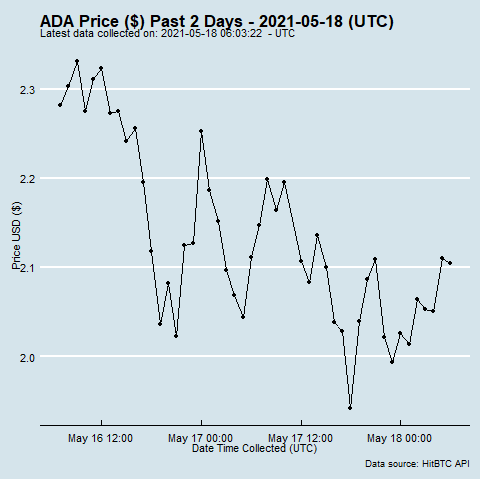 ADA Price ($) Past 2 Days - 2021-05-18 (UTC)
Latest data collected on: 2021-05-18 06:03:22  - UTC
Price USD ($)
2.3
2.2
2.1
2.0
May 16 12:00
May 17 00:00
May 17 12:00
May 18 00:00
Date Time Collected (UTC)
Data source: HitBTC API